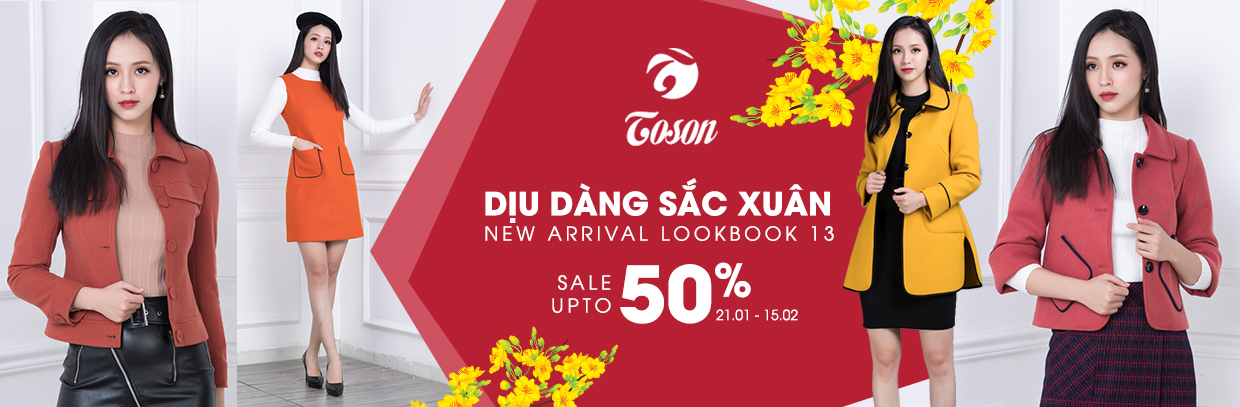 Toson
DỊU DÀNG SẮC XUÂN
NEW ARRIVAL LOOKBOOK 13
SALE
UPTO
50%
21.01 - 15.02